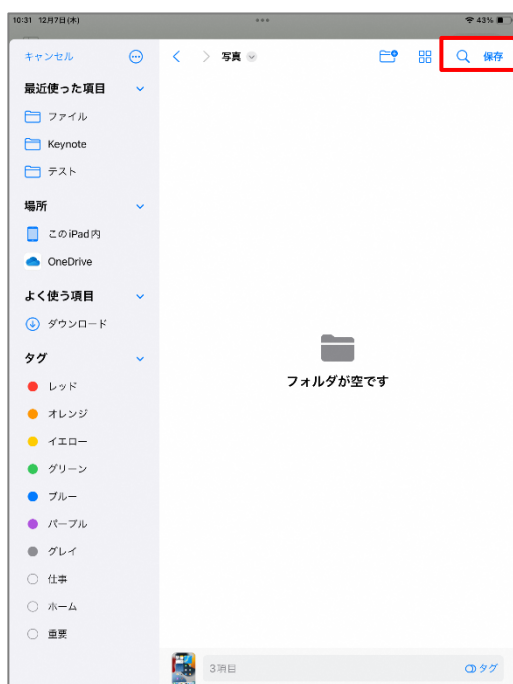 10:31 12月7日(木)
43%
キャンセル
写真
保存
最近使った項目
ファイル
Keynote
テスト
場所
このiPad内
OneDrive
よく使う項目
ダウンロード
タグ
レッド
オレンジ
イエロー
グリーン
ブルー
パープル
グレイ
仕事
ホーム
重要
フォルダが空です
3項目
タグ